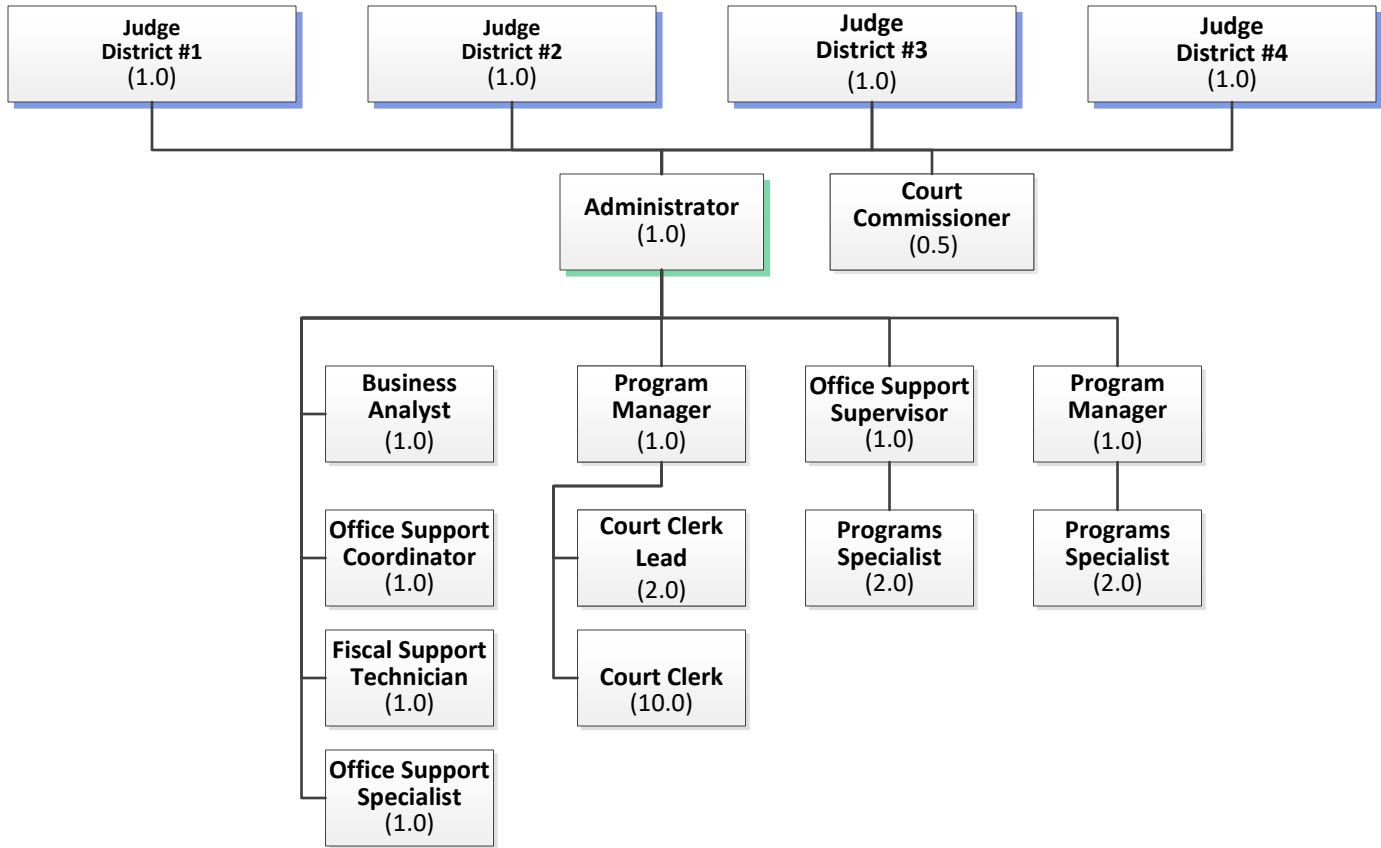 Judge
District #1
(1.0)
Judge
District #2
(1.0)
Judge
District #3
(1.0)
Judge
District #4
(1.0)
Administrator
(1.0)
Court
Commissioner
(0.5)
Business
Analyst
(1.0)
Program
Manager
(1.0)
Office Support
Supervisor
(1.0)
Program
Manager
(1.0)
Office Support
Coordinator
(1.0)
Court Clerk
Lead
(2.0)
Programs
Specialist
(2.0)
Programs
Specialist
(2.0)
Fiscal Support
Technician
(1.0)
Court Clerk
(10.0)
Office Support
Specialist
(1.0)